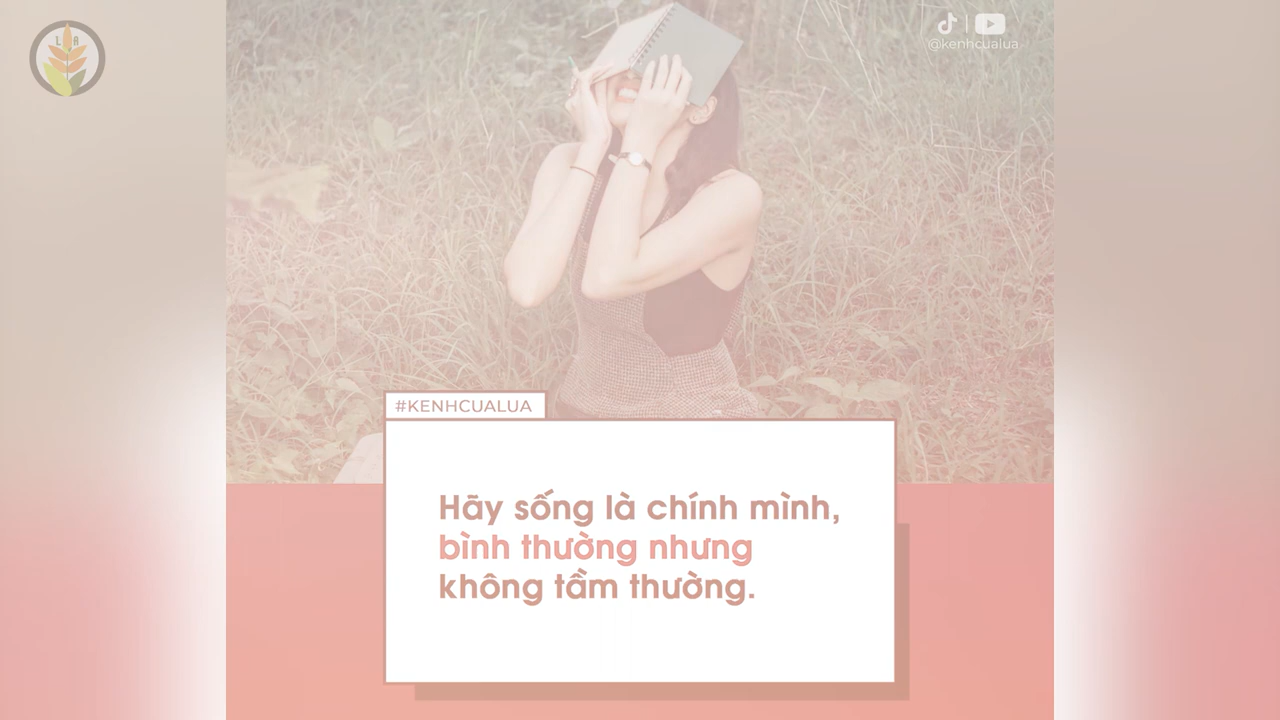 L A
@kenhcualua
#KENHCUALUA
Hãy sống là chính mình,
bình thường nhưng
không tầm thường.